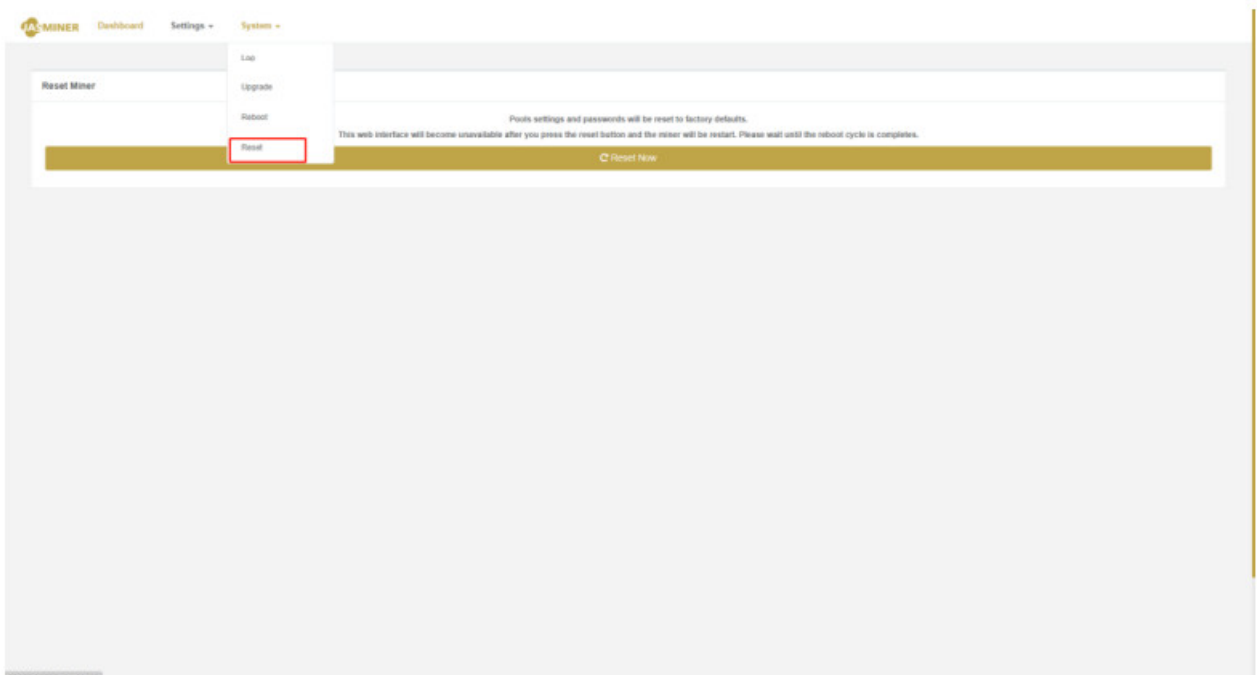 JASMINER Dashboard Settings System
Log
Reset Miner
Upgrade
Reboot
Pools settings and passwords will be reset to factory defaults.
This web interface will become unavailable after you press the reset button and the miner will be restart. Please wait until the reboot cycle is completes.
Reset
Reset Now